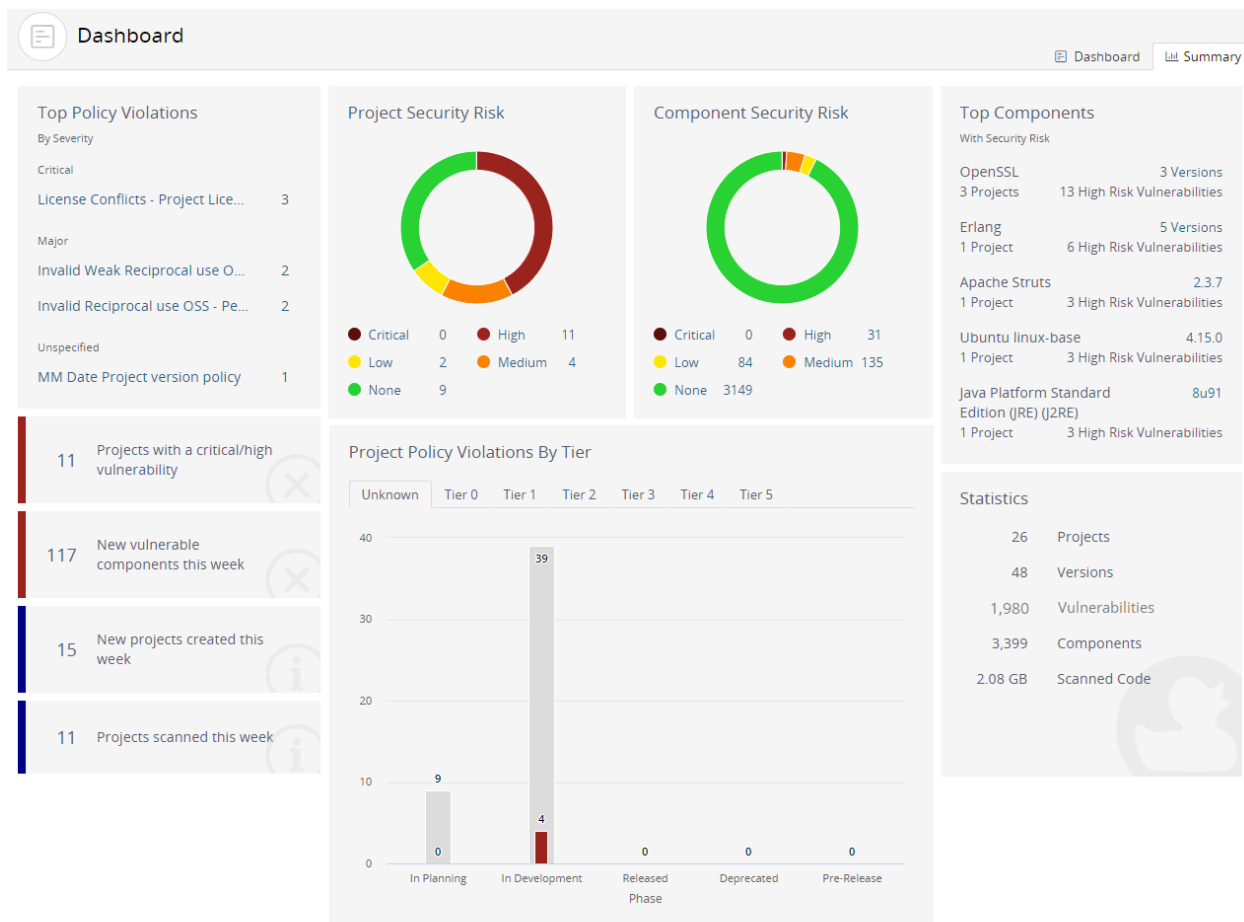 Dashboard
Dashboard
Summary
Top Policy Violations
By Severity
Critical
License Conflicts - Project Lice... 3
Major
Invalid Weak Reciprocal use O... 2
Invalid Reciprocal use OSS - Pe... 2
Unspecified
MM Date Project version policy 1
11 Projects with a critical/high
vulnerability
117 New vulnerable
components this week
15 New projects created this
week
11 Projects scanned this week
Project Security Risk
Critical 0 High 11
Low 2 Medium 4
None 9
Component Security Risk
Critical 0 High 31
Low 84 Medium 135
None 3149
Project Policy Violations By Tier
Unknown Tier 0 Tier 1 Tier 2 Tier 3 Tier 4 Tier 5
40
39
30
20
10
9
4
0
0 0 0 0
In Planning In Development Released Deprecated Pre-Release
Phase
Top Components
With Security Risk
OpenSSL 3 Versions
3 Projects 13 High Risk Vulnerabilities
Erlang 5 Versions
1 Project 6 High Risk Vulnerabilities
Apache Struts 2.3.7
1 Project 3 High Risk Vulnerabilities
Ubuntu linux-base 4.15.0
1 Project 3 High Risk Vulnerabilities
Java Platform Standard 8u91
Edition (JRE) (J2RE)
1 Project 3 High Risk Vulnerabilities
Statistics
26 Projects
48 Versions
1,980 Vulnerabilities
3,399 Components
2.08 GB Scanned Code